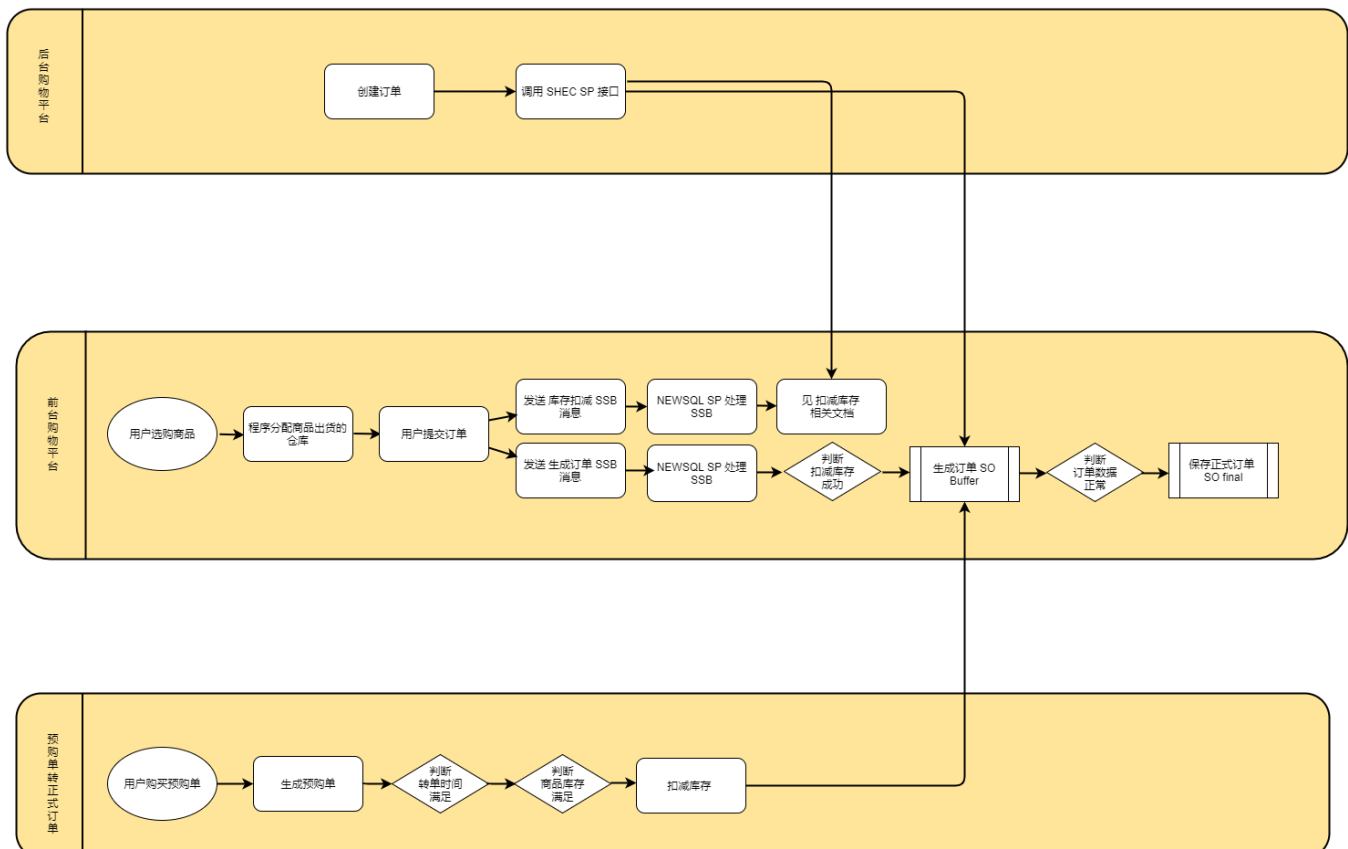 后台购物平台
创建订单
调用 SHEC SP 接口
前台购物平台
用户选购商品
程序分配商品出货的
仓库
用户提交订单
发送 库存扣减 SSB
消息
NEWSQL SP 处理
SSB
见 扣减库存
相关文档
发送 生成订单 SSB
消息
NEWSQL SP 处理
SSB
判断
扣减库存
成功
生成订单 SO
Buffer
判断
订单数据
正常
保存正式订单
SO final
预购单转正式订单
用户购买预购单
生成预购单
判断
转单时间
满足
判断
商品库存
满足
扣减库存